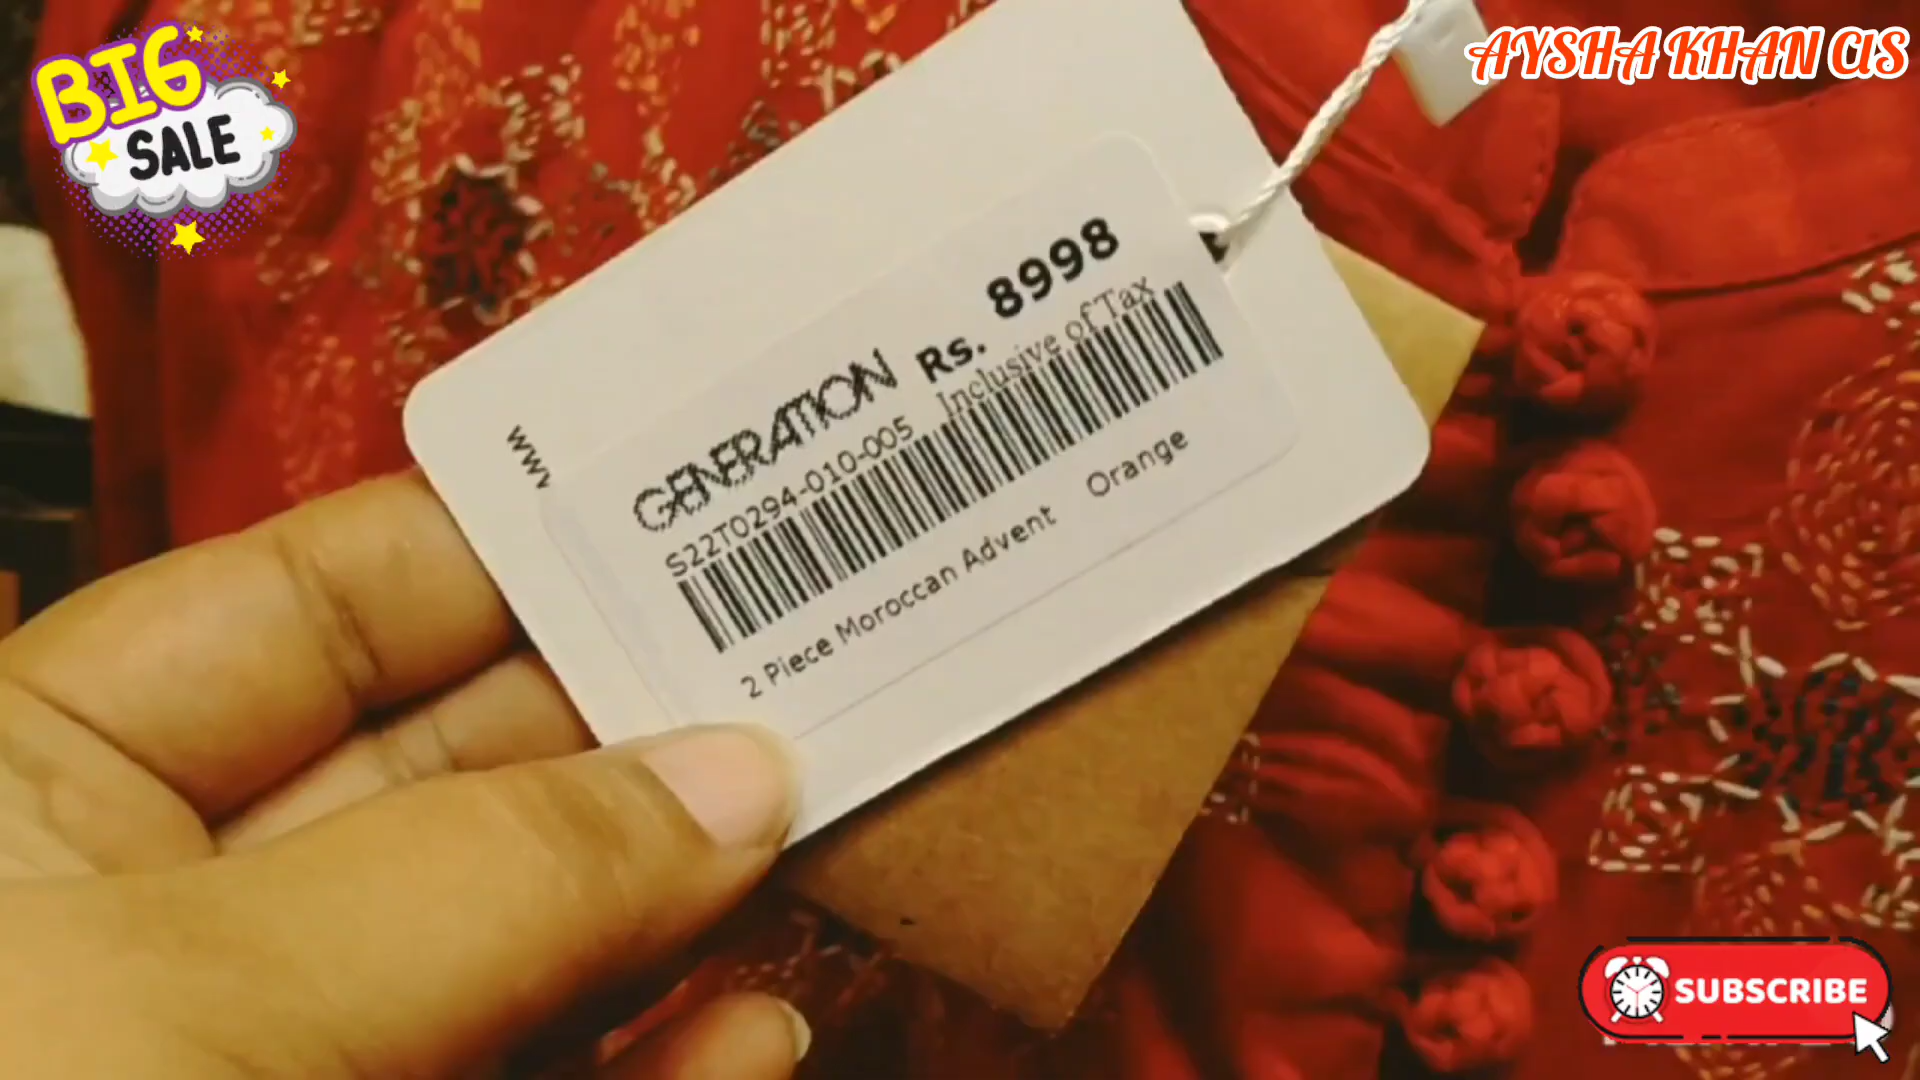 BIG
SALE
AYSHA KHAN CIS
GENERATION Rs. 8998
S22T0294-010-005 Inclusive of Tax
2 Piece Moroccan Advent Orange
SUBSCRIBE